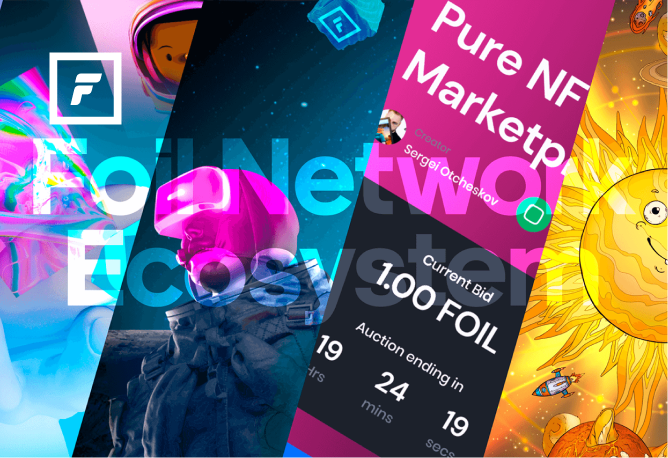 F
Foil Network
Ecosystem
Pure NF
Marketpl
Creator
Sergei Otcheskov
Current Bid
1.00 FOIL
Auction ending in
19
Hrs
24
mins
19
secs